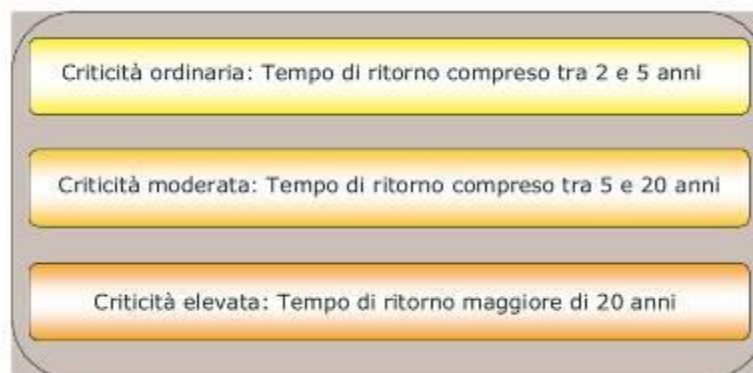 Criticità ordinaria: Tempo di ritorno compreso tra 2 e 5 anni
Criticità moderata: Tempo di ritorno compreso tra 5 e 20 anni
Criticità elevata: Tempo di ritorno maggiore di 20 anni